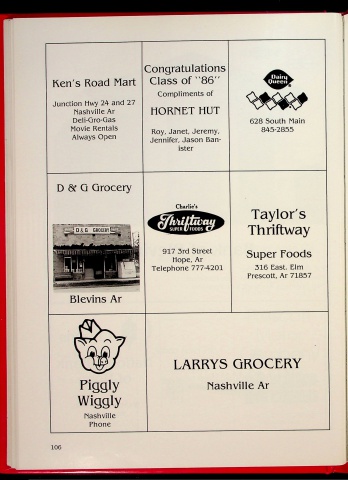 Ken's Road Mart
Junction Hwy 24 and 27
Nashville Ar
Deli-Gro-Gas
Movie Rentals
Always Open
Congratulations
Class of "86"
Compliments of
HORNET HUT
Roy, Janet, Jeremy,
Jennifer, Jason Ban-
ister
Dairy
Queen
628 South Main
845-2855
D & G Grocery
D & G GROCERY
Blevins Ar
Charlie's
Thriftway
SUPER FOODS
917 3rd Street
Hope, Ar
Telephone 777-4201
Taylor's
Thriftway
Super Foods
316 East. Elm
Prescott, Ar 71857
Piggly
Wiggly
Nashville
Phone
LARRYS GROCERY
Nashville Ar
106